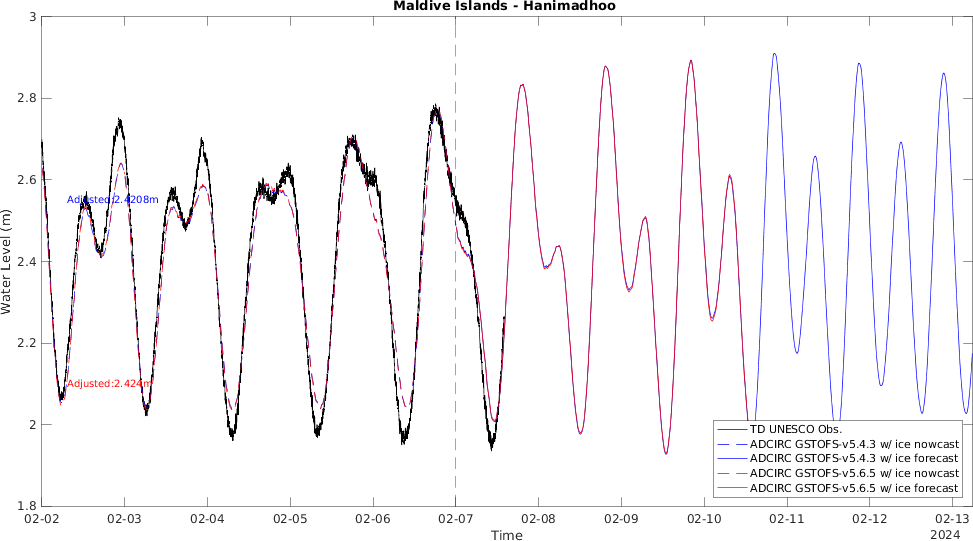 Maldive Islands - Hanimadhoo
3
2.8
2.6
2.4
2.2
2
1.8
Water Level (m)
Adjusted:2.4208m
Adjusted:2.424m
TD UNESCO Obs.
ADCIRC GSTOFS-v5.4.3 w/ ice nowcast
ADCIRC GSTOFS-v5.4.3 w/ ice forecast
ADCIRC GSTOFS-v5.6.5 w/ ice nowcast
ADCIRC GSTOFS-v5.6.5 w/ ice forecast
02-02 02-03 02-04 02-05 02-06 02-07 02-08 02-09 02-10 02-11 02-12 02-13
Time
2024